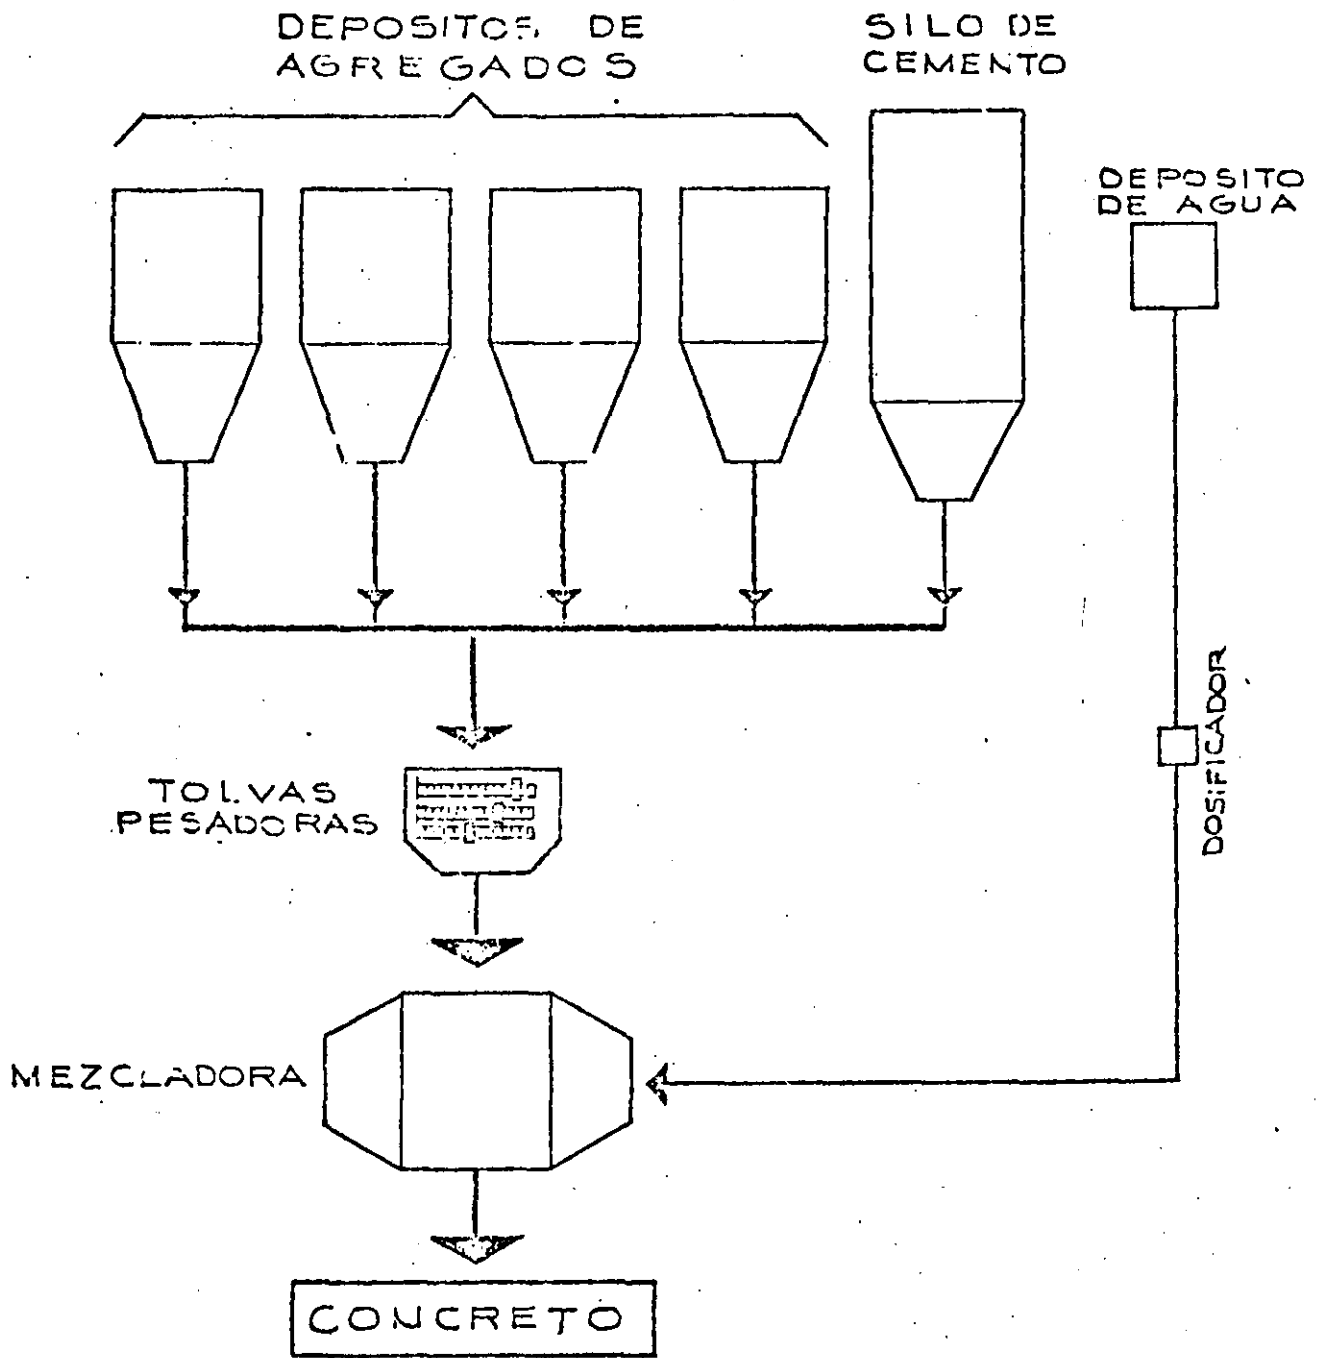 DEPOSITOS DE
AGREGADOS
SILO DE
CEMENTO
DEPOSITO
DE AGUA
DOSIFICADOR
TOLVAS
PESADORAS
MEZCLADORA
CONCRETO